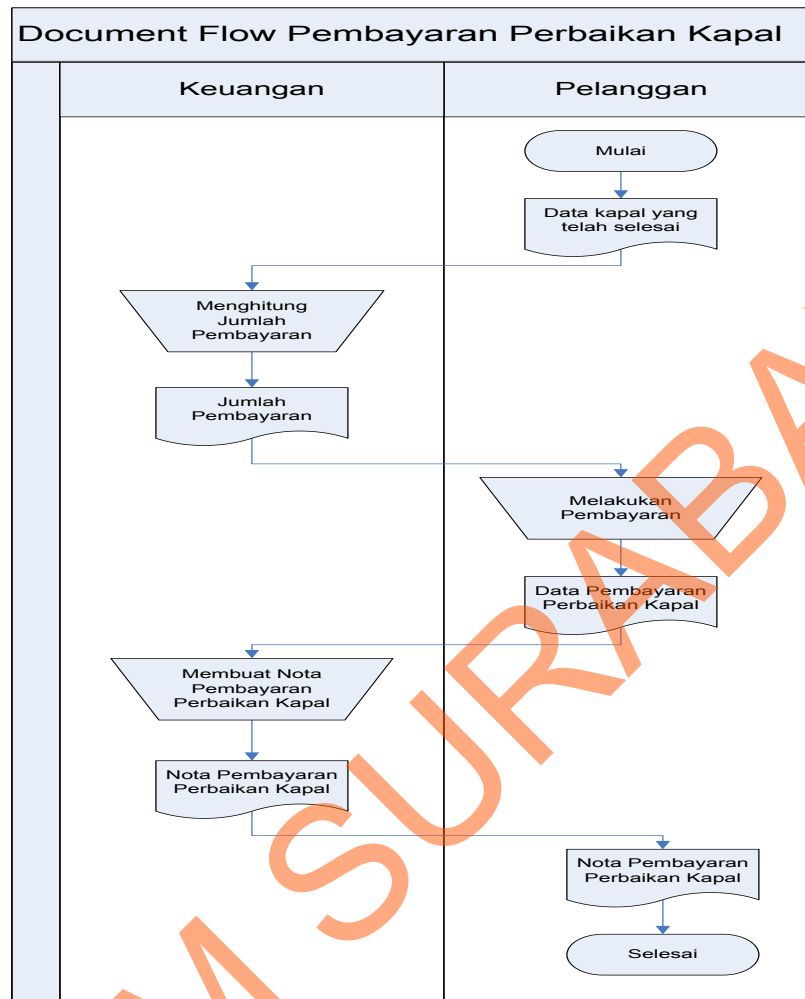 Document Flow Pembayaran Perbaikan Kapal
Keuangan
Pelanggan
Mulai
Data kapal yang
telah selesai
Menghitung
Jumlah
Pembayaran
Jumlah
Pembayaran
Melakukan
Pembayaran
Data Pembayaran
Perbaikan Kapal
Membuat Nota
Pembayaran
Perbaikan Kapal
Nota Pembayaran
Perbaikan Kapal
Nota Pembayaran
Perbaikan Kapal
Selesai
M SURABA